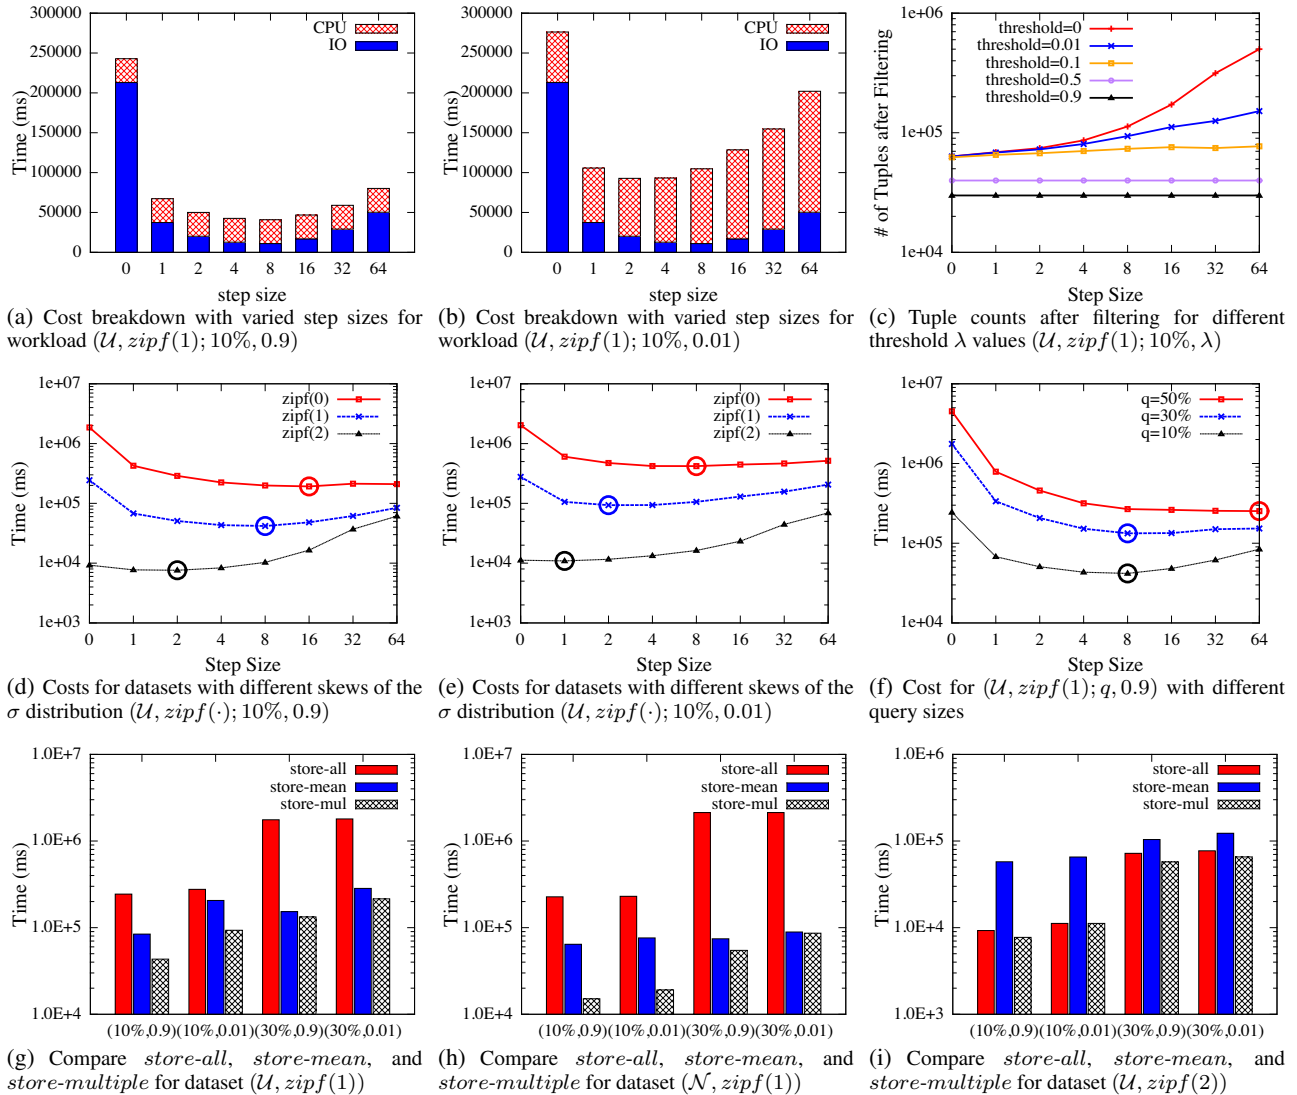 300000
250000
200000
150000
100000
50000
0
Time (ms)
CPU
IO
0 1 2 4 8 16 32 64
step size
(a) Cost breakdown with varied step sizes for
workload (𝒰, zipf(1); 10%, 0.9)
300000
250000
200000
150000
100000
50000
0
Time (ms)
CPU
IO
0 1 2 4 8 16 32 64
step size
(b) Cost breakdown with varied step sizes for
workload (𝒰, zipf(1); 10%, 0.01)
1e+06
1e+05
1e+04
# of Tuples after Filtering
threshold=0
threshold=0.01
threshold=0.1
threshold=0.5
threshold=0.9
0 1 2 4 8 16 32 64
Step Size
(c) Tuple counts after filtering for different
threshold λ values (𝒰, zipf(1); 10%, λ)
1e+07
1e+06
1e+05
1e+04
1e+03
Time (ms)
zipf(0)
zipf(1)
zipf(2)
0 1 2 4 8 16 32 64
Step Size
(d) Costs for datasets with different skews of the
σ distribution (𝒰, zipf(·); 10%, 0.9)
1e+07
1e+06
1e+05
1e+04
1e+03
Time (ms)
zipf(0)
zipf(1)
zipf(2)
0 1 2 4 8 16 32 64
Step Size
(e) Costs for datasets with different skews of the
σ distribution (𝒰, zipf(·); 10%, 0.01)
1e+07
1e+06
1e+05
1e+04
Time (ms)
q=50%
q=30%
q=10%
0 1 2 4 8 16 32 64
Step Size
(f) Cost for (𝒰, zipf(1); q, 0.9) with different
query sizes
1.0E+7
1.0E+6
1.0E+5
1.0E+4
Time (ms)
store-all
store-mean
store-mul
(10%,0.9)(10%,0.01)(30%,0.9)(30%,0.01)
(g) Compare store-all, store-mean, and
store-multiple for dataset (𝒰, zipf(1))
1.0E+7
1.0E+6
1.0E+5
1.0E+4
Time (ms)
store-all
store-mean
store-mul
(10%,0.9)(10%,0.01)(30%,0.9)(30%,0.01)
(h) Compare store-all, store-mean, and
store-multiple for dataset (𝒩, zipf(1))
1.0E+6
1.0E+5
1.0E+4
1.0E+3
Time (ms)
store-all
store-mean
store-mul
(10%,0.9)(10%,0.01)(30%,0.9)(30%,0.01)
(i) Compare store-all, store-mean, and
store-multiple for dataset (𝒰, zipf(2))